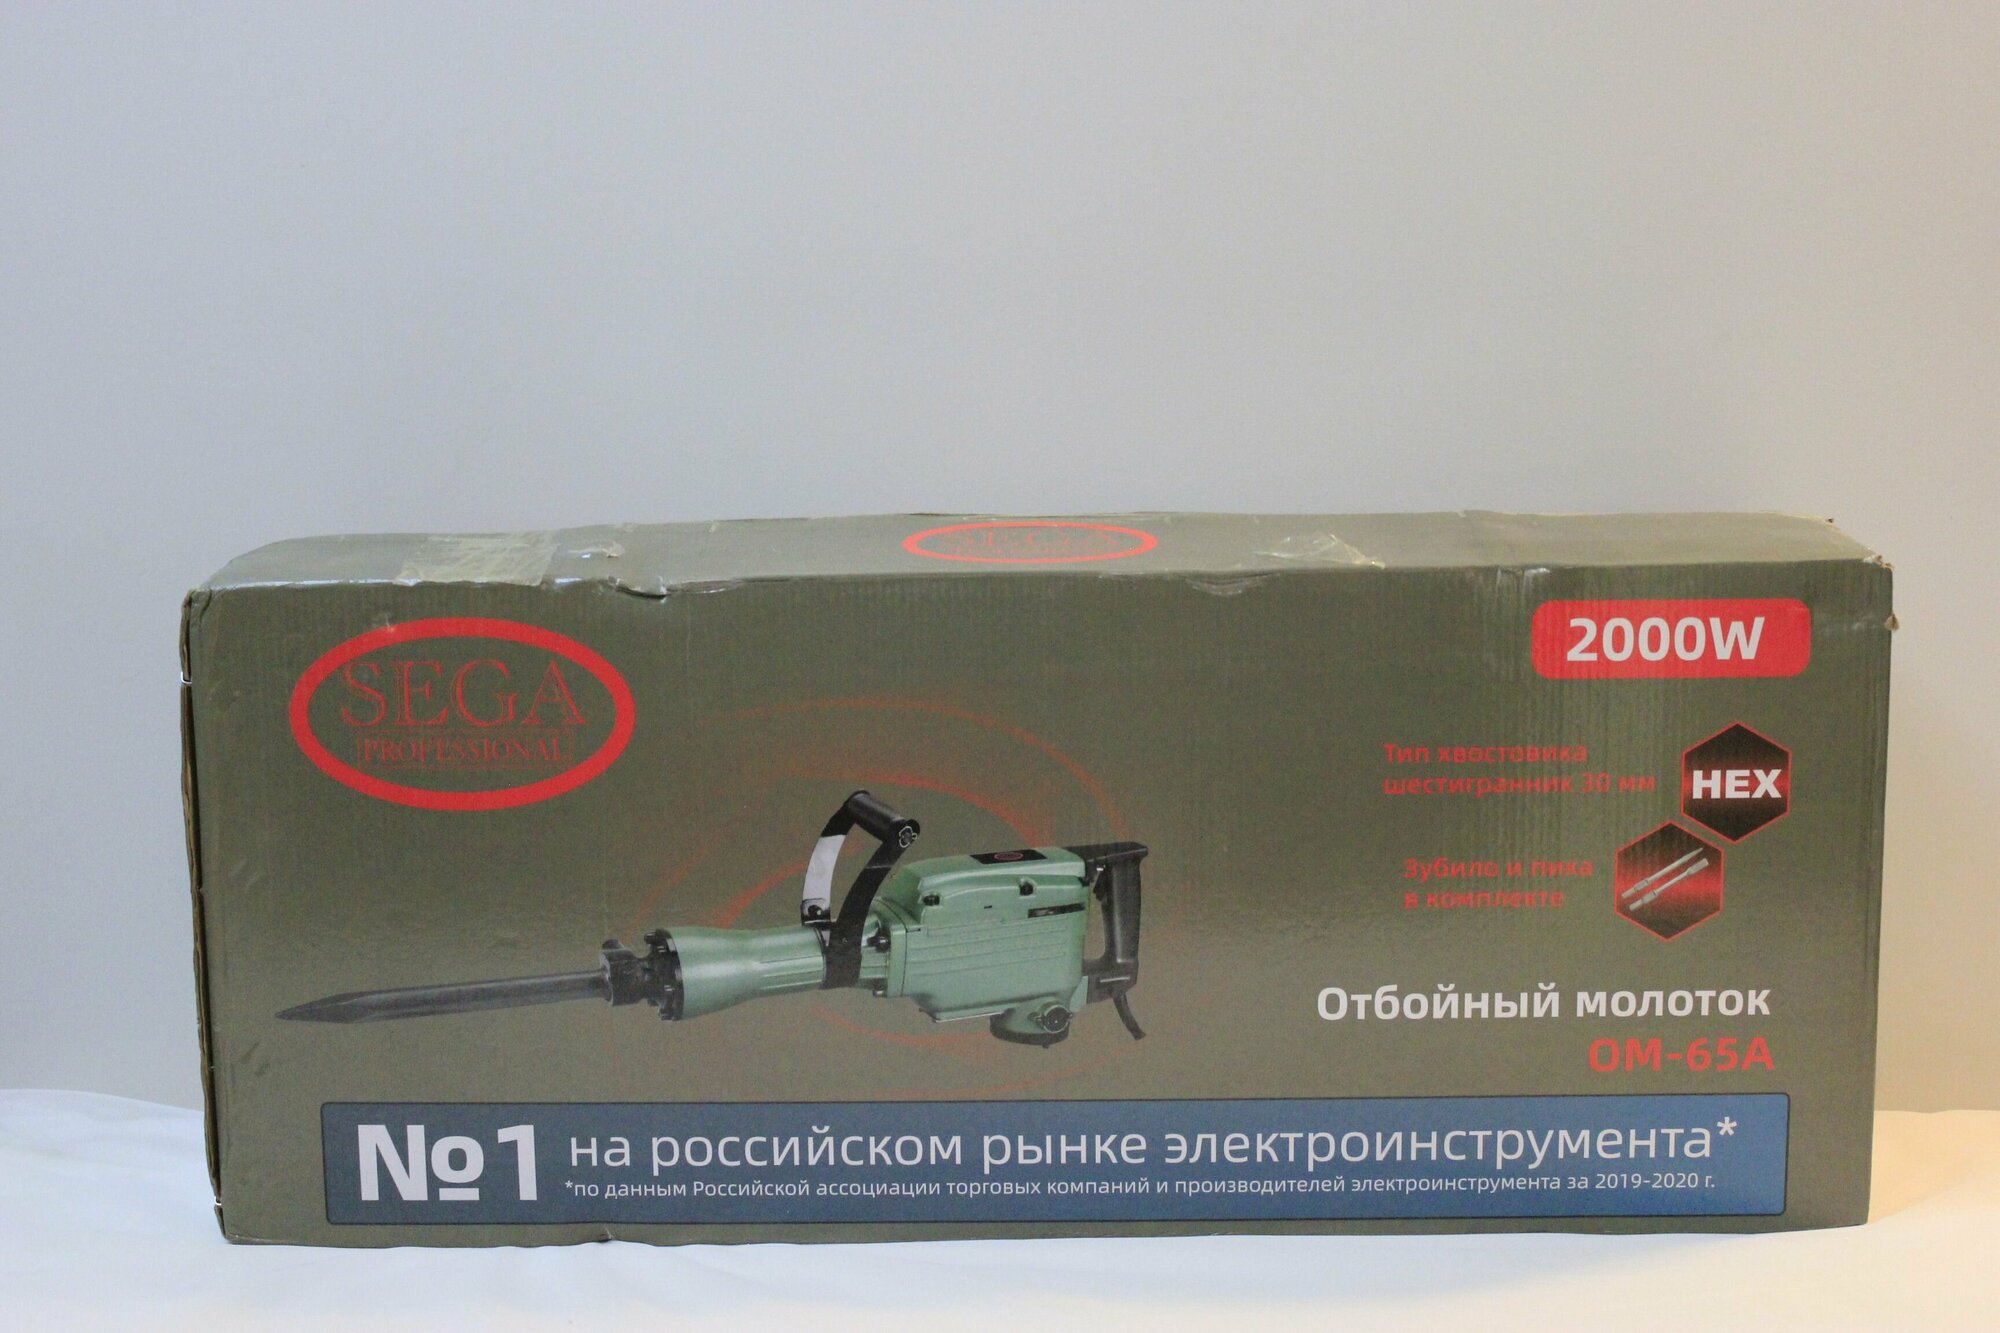 SEGA
SEGA
PROFESSIONAL
2000W
Тип хвостовика
шестигранник 30 мм
HEX
Зубило и пика
в комплекте
Отбойный молоток
ОМ-65А
№1 на российском рынке электроинструмента*
*по данным Российской ассоциации торговых компаний и производителей электроинструмента за 2019-2020 г.